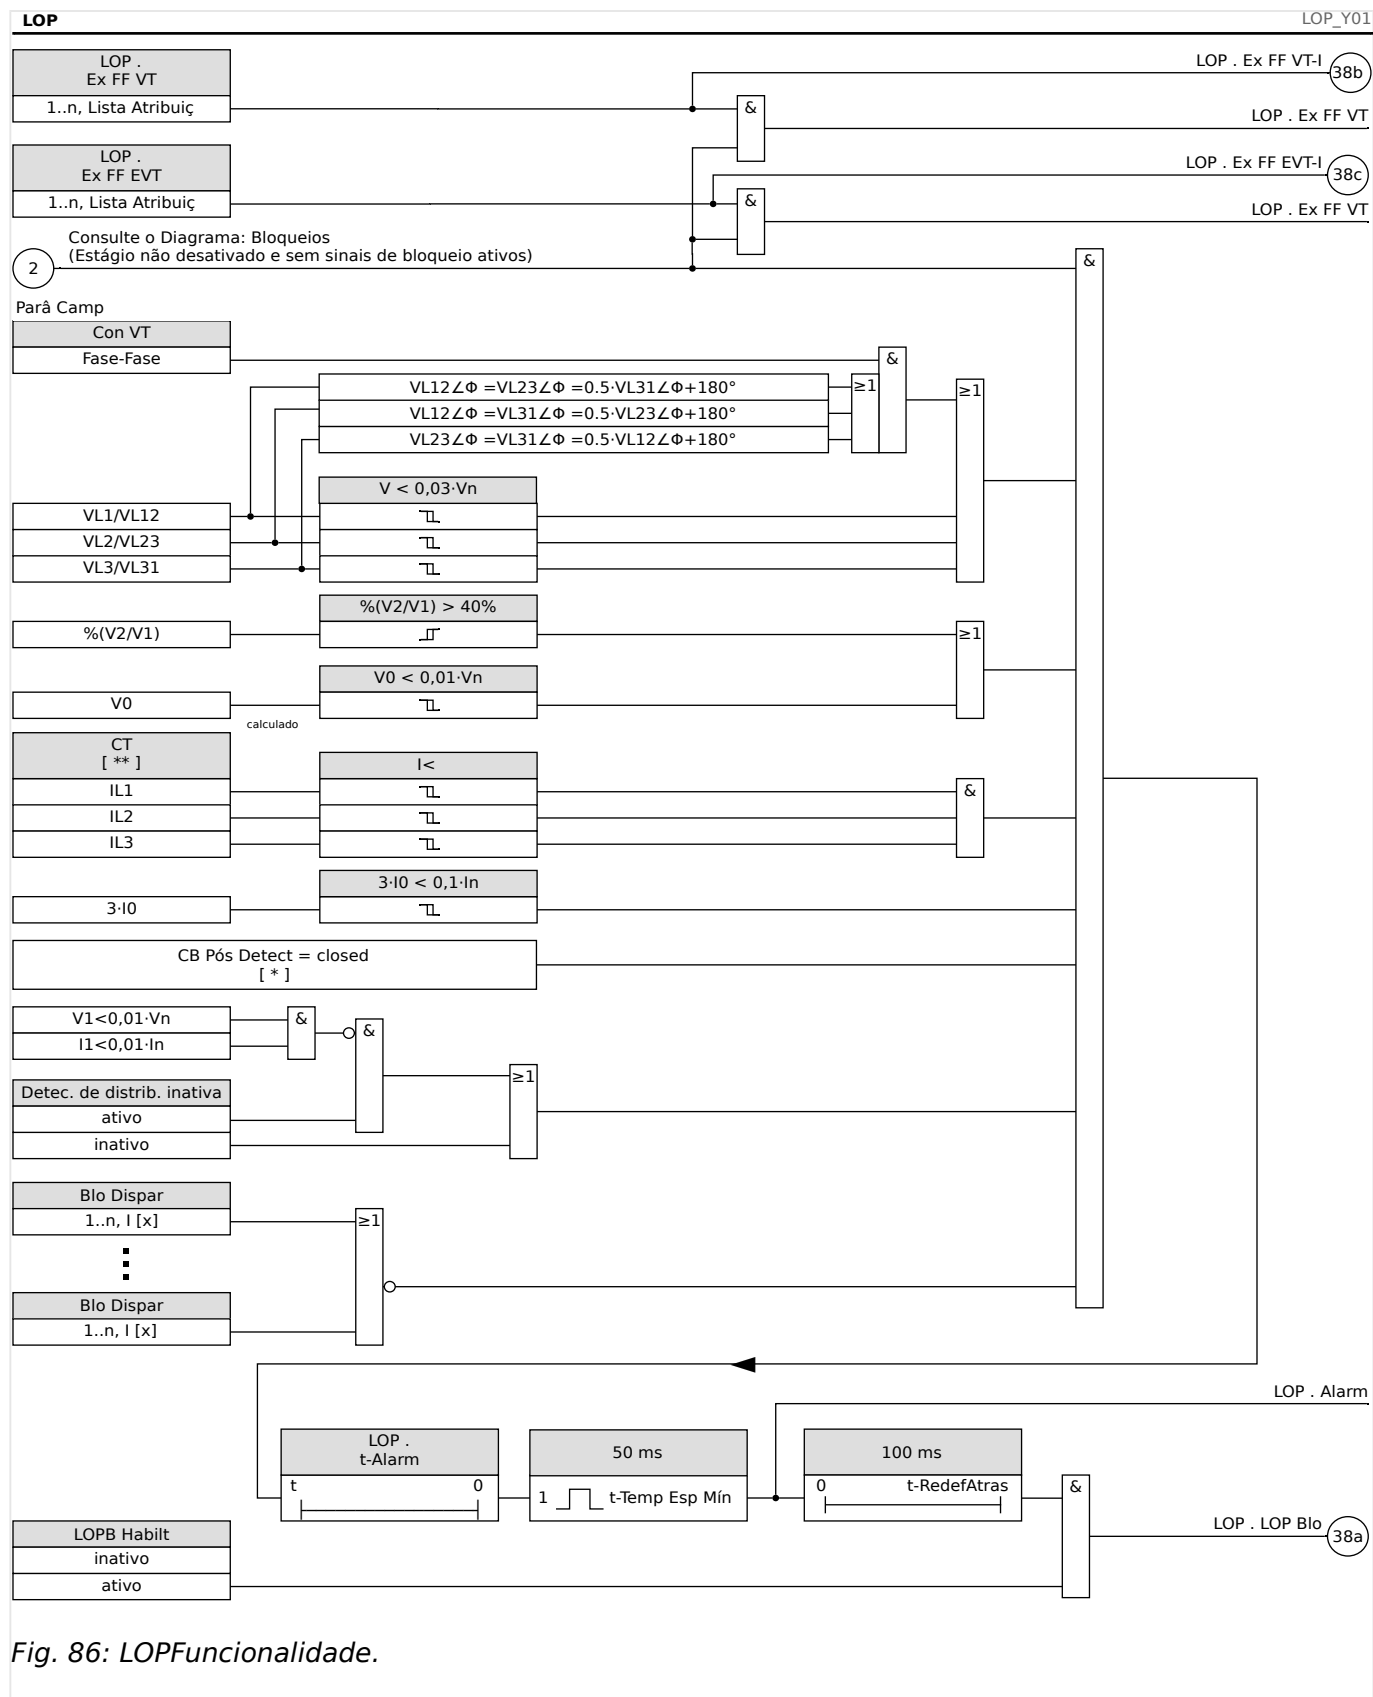 LOP
LOP_Y01
LOP .
Ex FF VT
1..n, Lista Atribuiç
LOP . Ex FF VT-I
38b
&
LOP . Ex FF VT
LOP .
Ex FF EVT
1..n, Lista Atribuiç
LOP . Ex FF EVT-I
38c
&
LOP . Ex FF VT
Consulte o Diagrama: Bloqueios
(Estágio não desativado e sem sinais de bloqueio ativos)
2
&
Parâ Camp
Con VT
Fase-Fase
&
VL12∠Φ =VL23∠Φ =0.5·VL31∠Φ+180°
≥1
≥1
VL12∠Φ =VL31∠Φ =0.5·VL23∠Φ+180°
VL23∠Φ =VL31∠Φ =0.5·VL12∠Φ+180°
V < 0,03·Vn
VL1/VL12
VL2/VL23
VL3/VL31
%(V2/V1) > 40%
%(V2/V1)
≥1
V0 < 0,01·Vn
V0
calculado
CT
[ ** ]
I<
IL1
&
IL2
IL3
3·I0 < 0,1·In
3·I0
CB Pós Detect = closed
[ * ]
V1<0,01·Vn
&
&
I1<0,01·In
≥1
Detec. de distrib. inativa
ativo
inativo
Blo Dispar
1..n, I [x]
≥1
Blo Dispar
1..n, I [x]
LOP . Alarm
LOP .
t-Alarm
50 ms
100 ms
t
0
1
t-Temp Esp Mín
0
t-RedefAtras
&
LOP . LOP Blo
38a
LOPB Habilt
inativo
ativo
Fig. 86: LOPFuncionalidade.